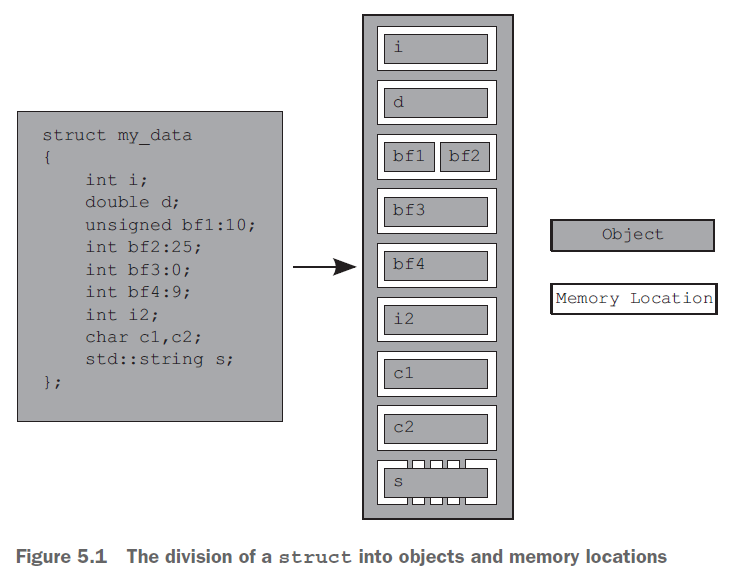 struct my_data
{
int i;
double d;
unsigned bf1:10;
int bf2:25;
int bf3:0;
int bf4:9;
int i2;
char c1,c2;
std::string s;
};
i
d
bf1 bf2
bf3
bf4
i2
c1
c2
s
Object
Memory Location
Figure 5.1 The division of a struct into objects and memory locations